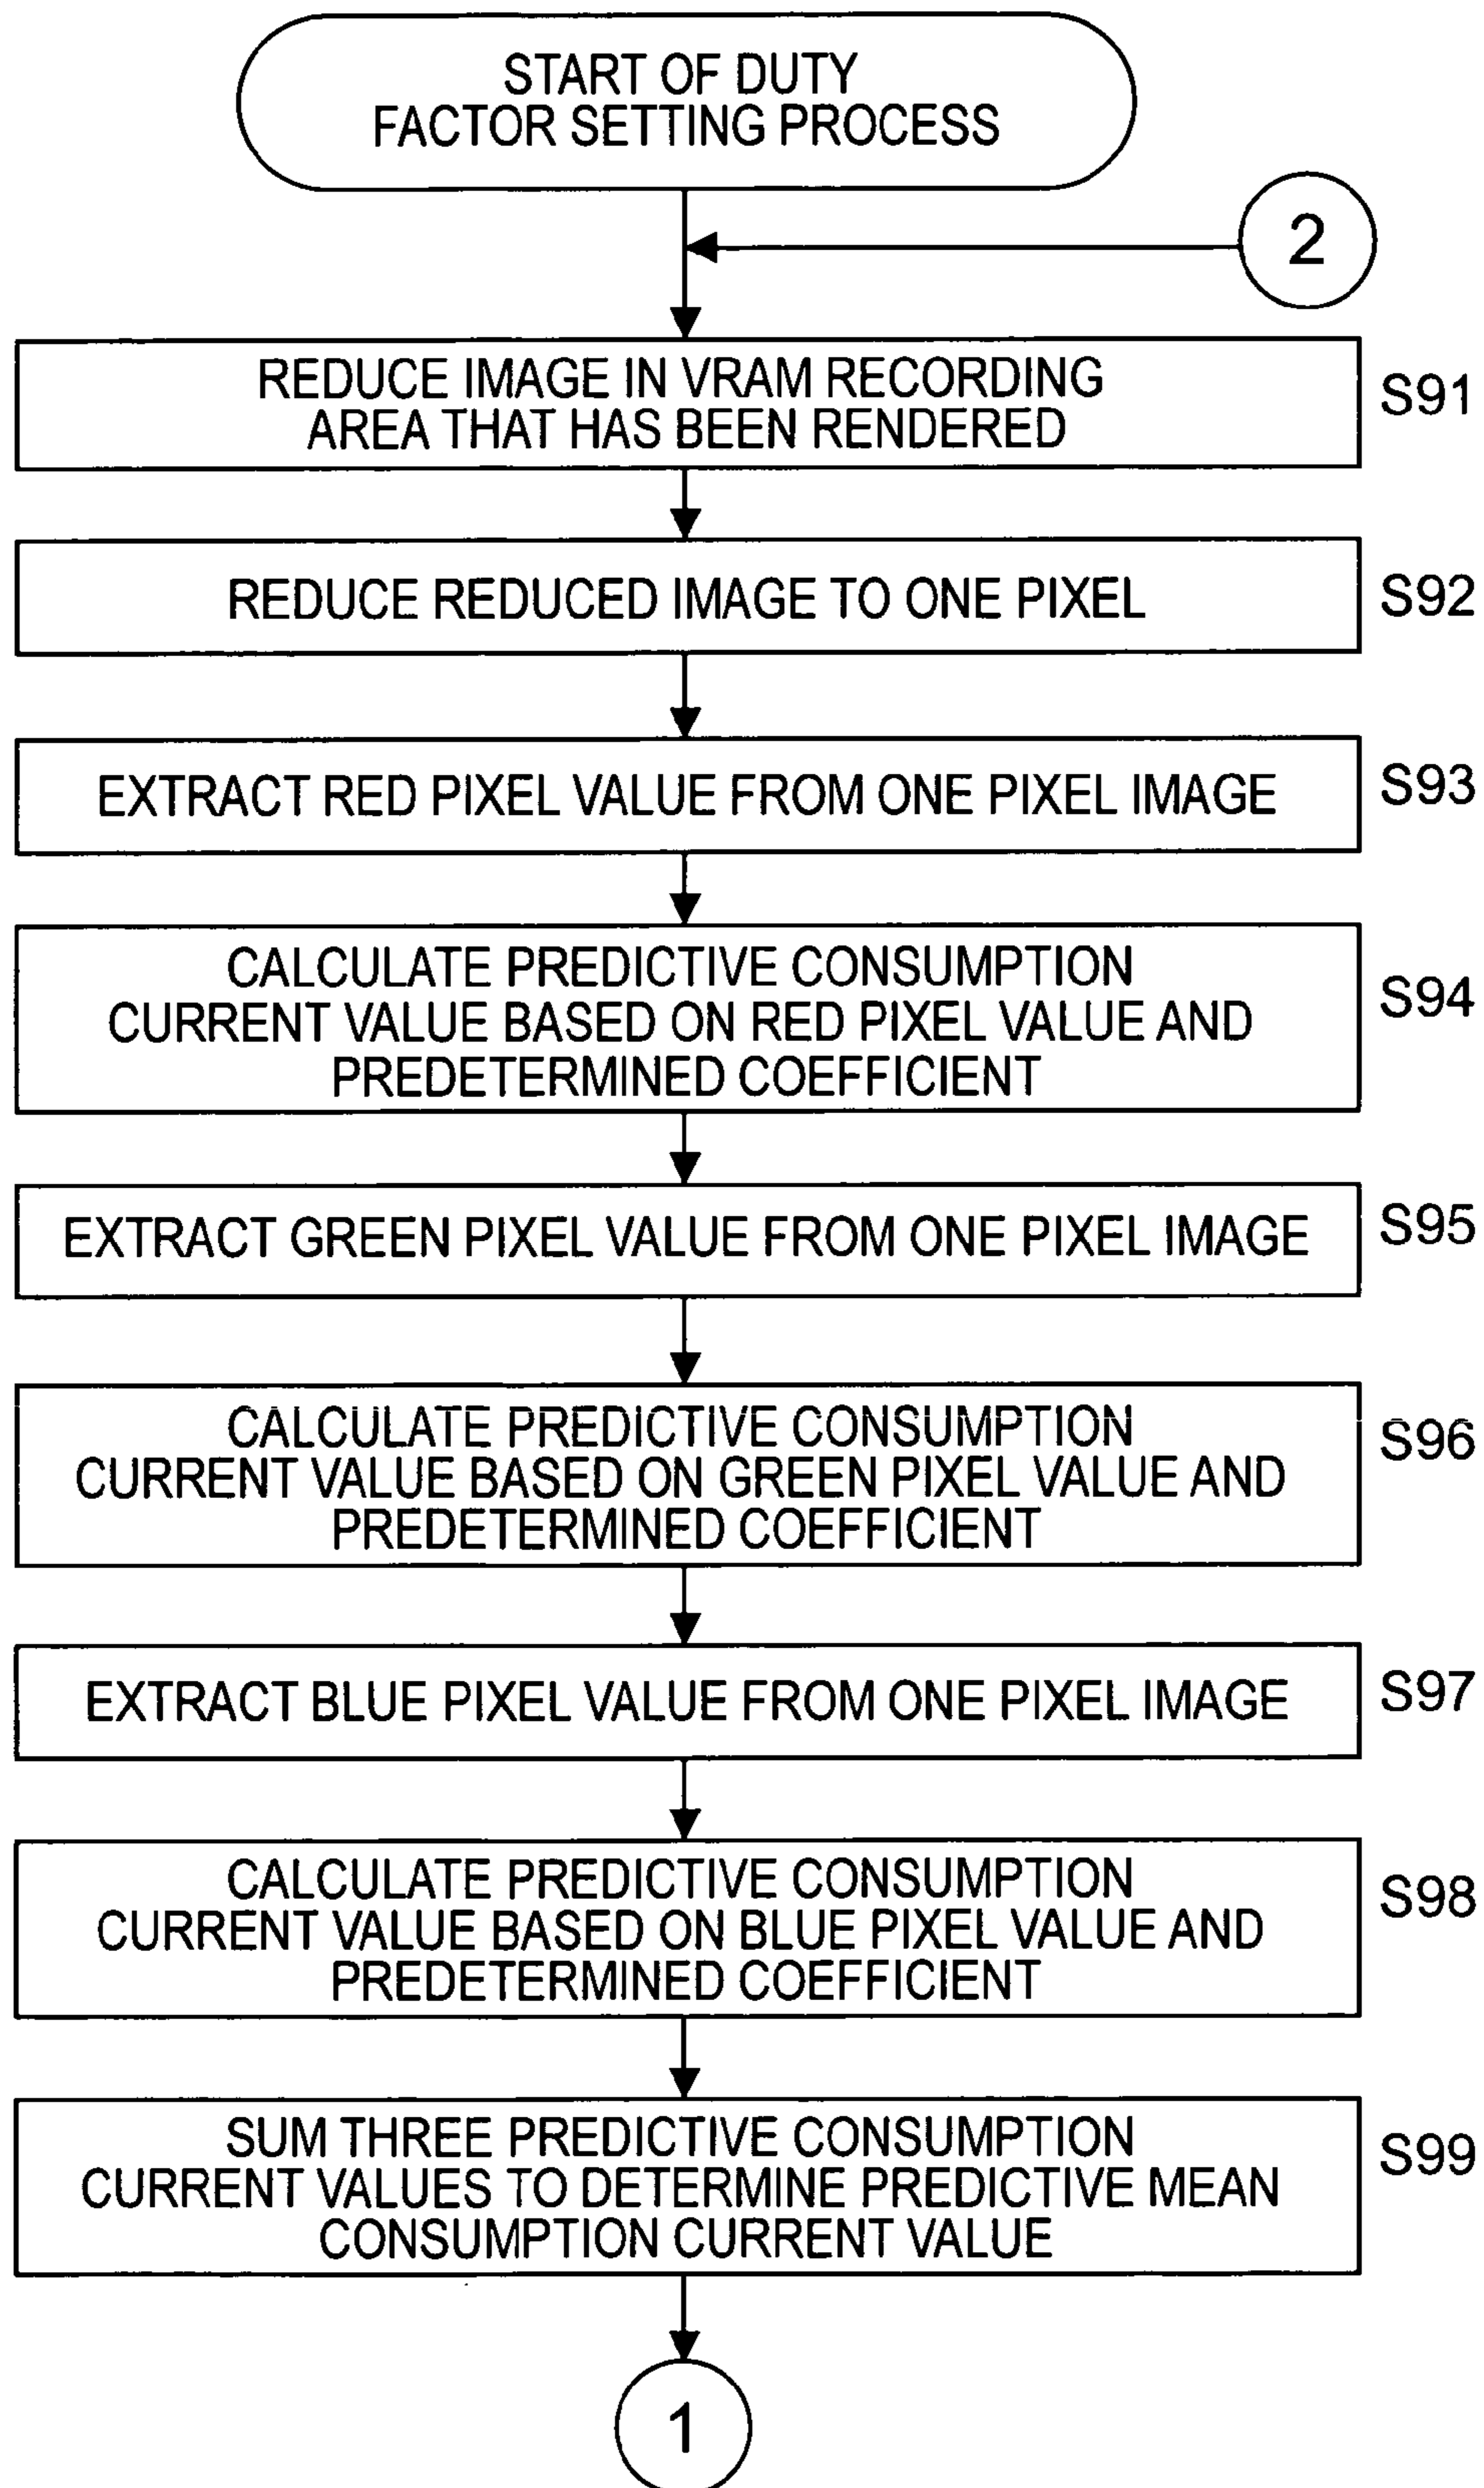 START OF DUTY
FACTOR SETTING PROCESS
2
REDUCE IMAGE IN VRAM RECORDING
AREA THAT HAS BEEN RENDERED
S91
REDUCE REDUCED IMAGE TO ONE PIXEL
S92
EXTRACT RED PIXEL VALUE FROM ONE PIXEL IMAGE
S93
CALCULATE PREDICTIVE CONSUMPTION
CURRENT VALUE BASED ON RED PIXEL VALUE AND
PREDETERMINED COEFFICIENT
S94
EXTRACT GREEN PIXEL VALUE FROM ONE PIXEL IMAGE
S95
CALCULATE PREDICTIVE CONSUMPTION
CURRENT VALUE BASED ON GREEN PIXEL VALUE AND
PREDETERMINED COEFFICIENT
S96
EXTRACT BLUE PIXEL VALUE FROM ONE PIXEL IMAGE
S97
CALCULATE PREDICTIVE CONSUMPTION
CURRENT VALUE BASED ON BLUE PIXEL VALUE AND
PREDETERMINED COEFFICIENT
S98
SUM THREE PREDICTIVE CONSUMPTION
CURRENT VALUES TO DETERMINE PREDICTIVE MEAN
CONSUMPTION CURRENT VALUE
S99
1